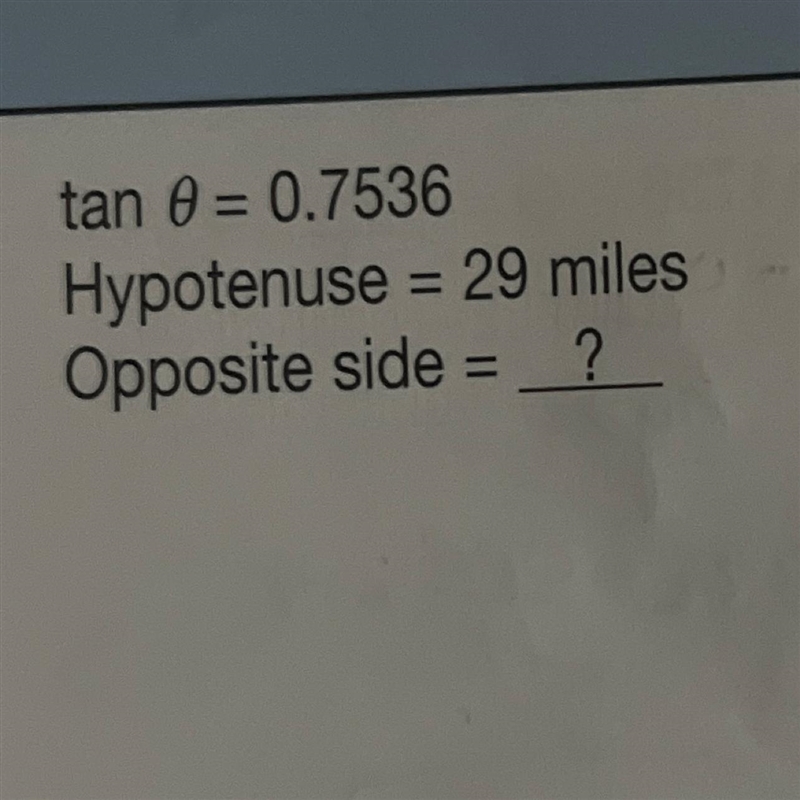 tan θ = 0.7536
Hypotenuse = 29 miles
Opposite side = ?